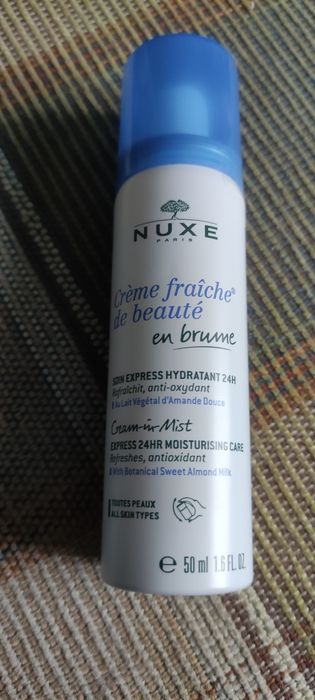 NUXE
PARIS
Crème fraîche®
de beauté
en brume
SOIN EXPRESS HYDRATANT 24H
Rafraîchit, anti-oxydant
Au Lait Végétal d'Amande Douce
Cream-in-Mist
EXPRESS 24HR MOISTURISING CARE
Refreshes, antioxidant
With Botanical Sweet Almond Milk
TOUTES PEAUX
ALL SKIN TYPES
e 50 ml 1.6 FL. OZ.